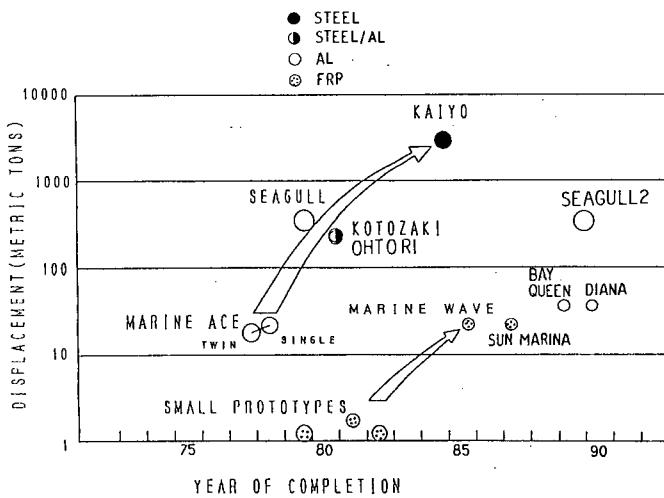 STEEL
STEEL/AL
AL
FRP
DISPLACEMENT(METRIC TONS)
10000
1000
100
10
1
KAIYO
SEAGULL
SEAGULL2
KOTOZAKI
OHTORI
BAY
QUEEN
DIANA
MARINE ACE
TWIN
SINGLE
MARINE WAVE
SUN MARINA
SMALL PROTOTYPES
75
80
85
90
YEAR OF COMPLETION